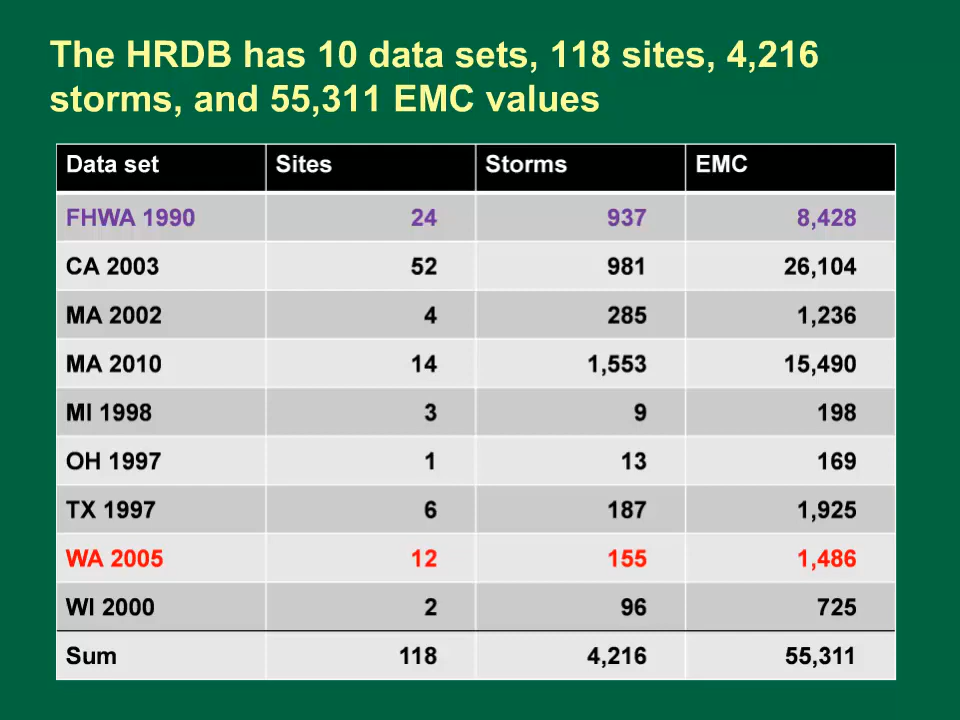 The HRDB has 10 data sets, 118 sites, 4,216
storms, and 55,311 EMC values
Data set Sites Storms EMC
FHWA 1990 24 937 8,428
CA 2003 52 981 26,104
MA 2002 4 285 1,236
MA 2010 14 1,553 15,490
MI 1998 3 9 198
OH 1997 1 13 169
TX 1997 6 187 1,925
WA 2005 12 155 1,486
WI 2000 2 96 725
Sum 118 4,216 55,311